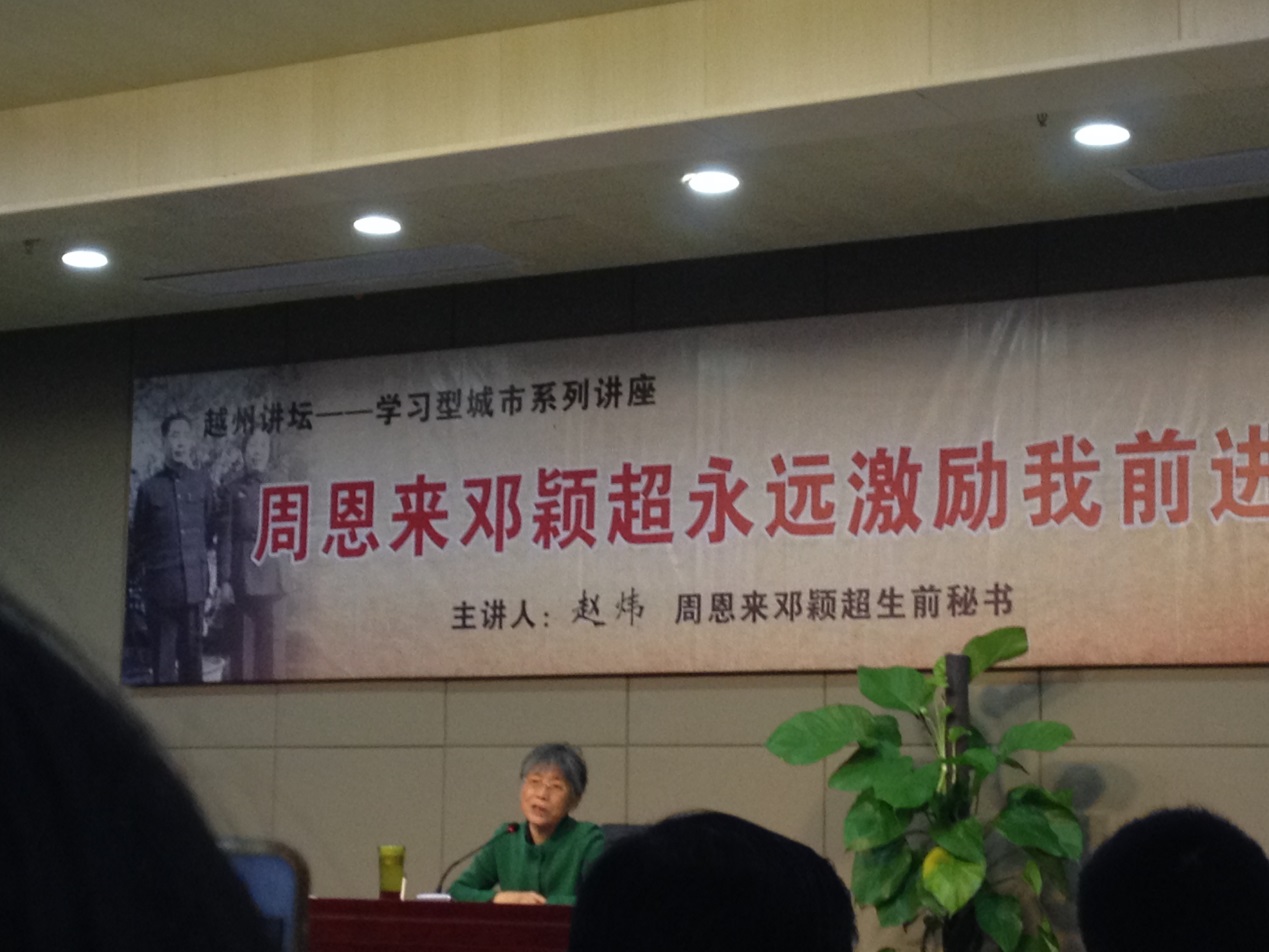 越州讲坛——学习型城市系列讲座
周恩来邓颖超永远激励我前进
主讲人：赵炜 周恩来邓颖超生前秘书